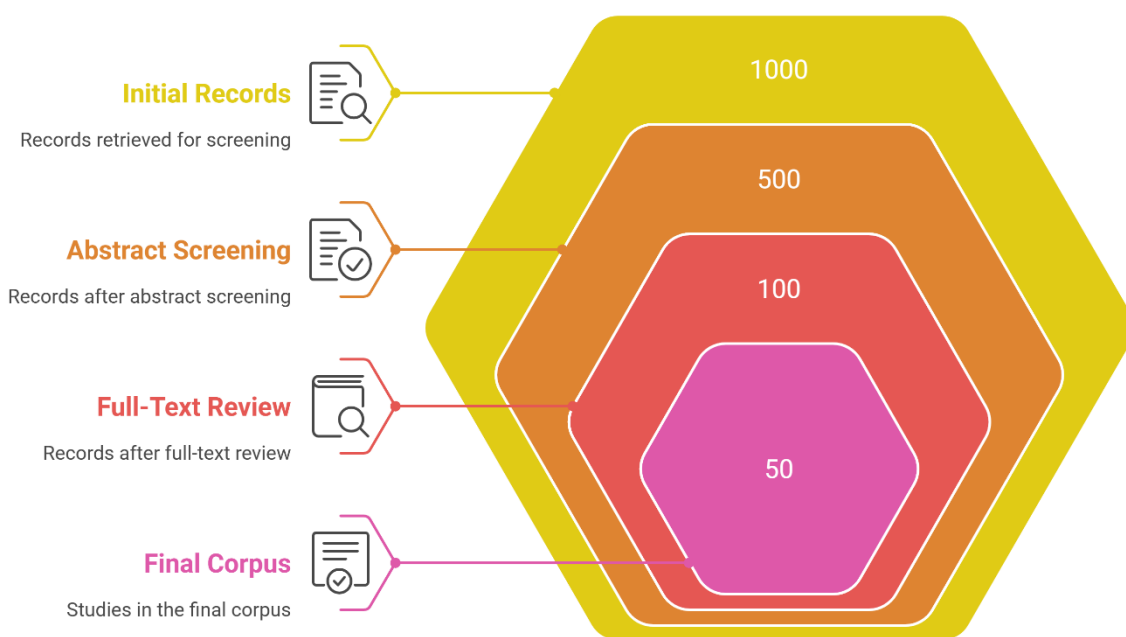 Initial Records
Records retrieved for screening
1000
Abstract Screening
Records after abstract screening
500
Full-Text Review
Records after full-text review
100
Final Corpus
Studies in the final corpus
50